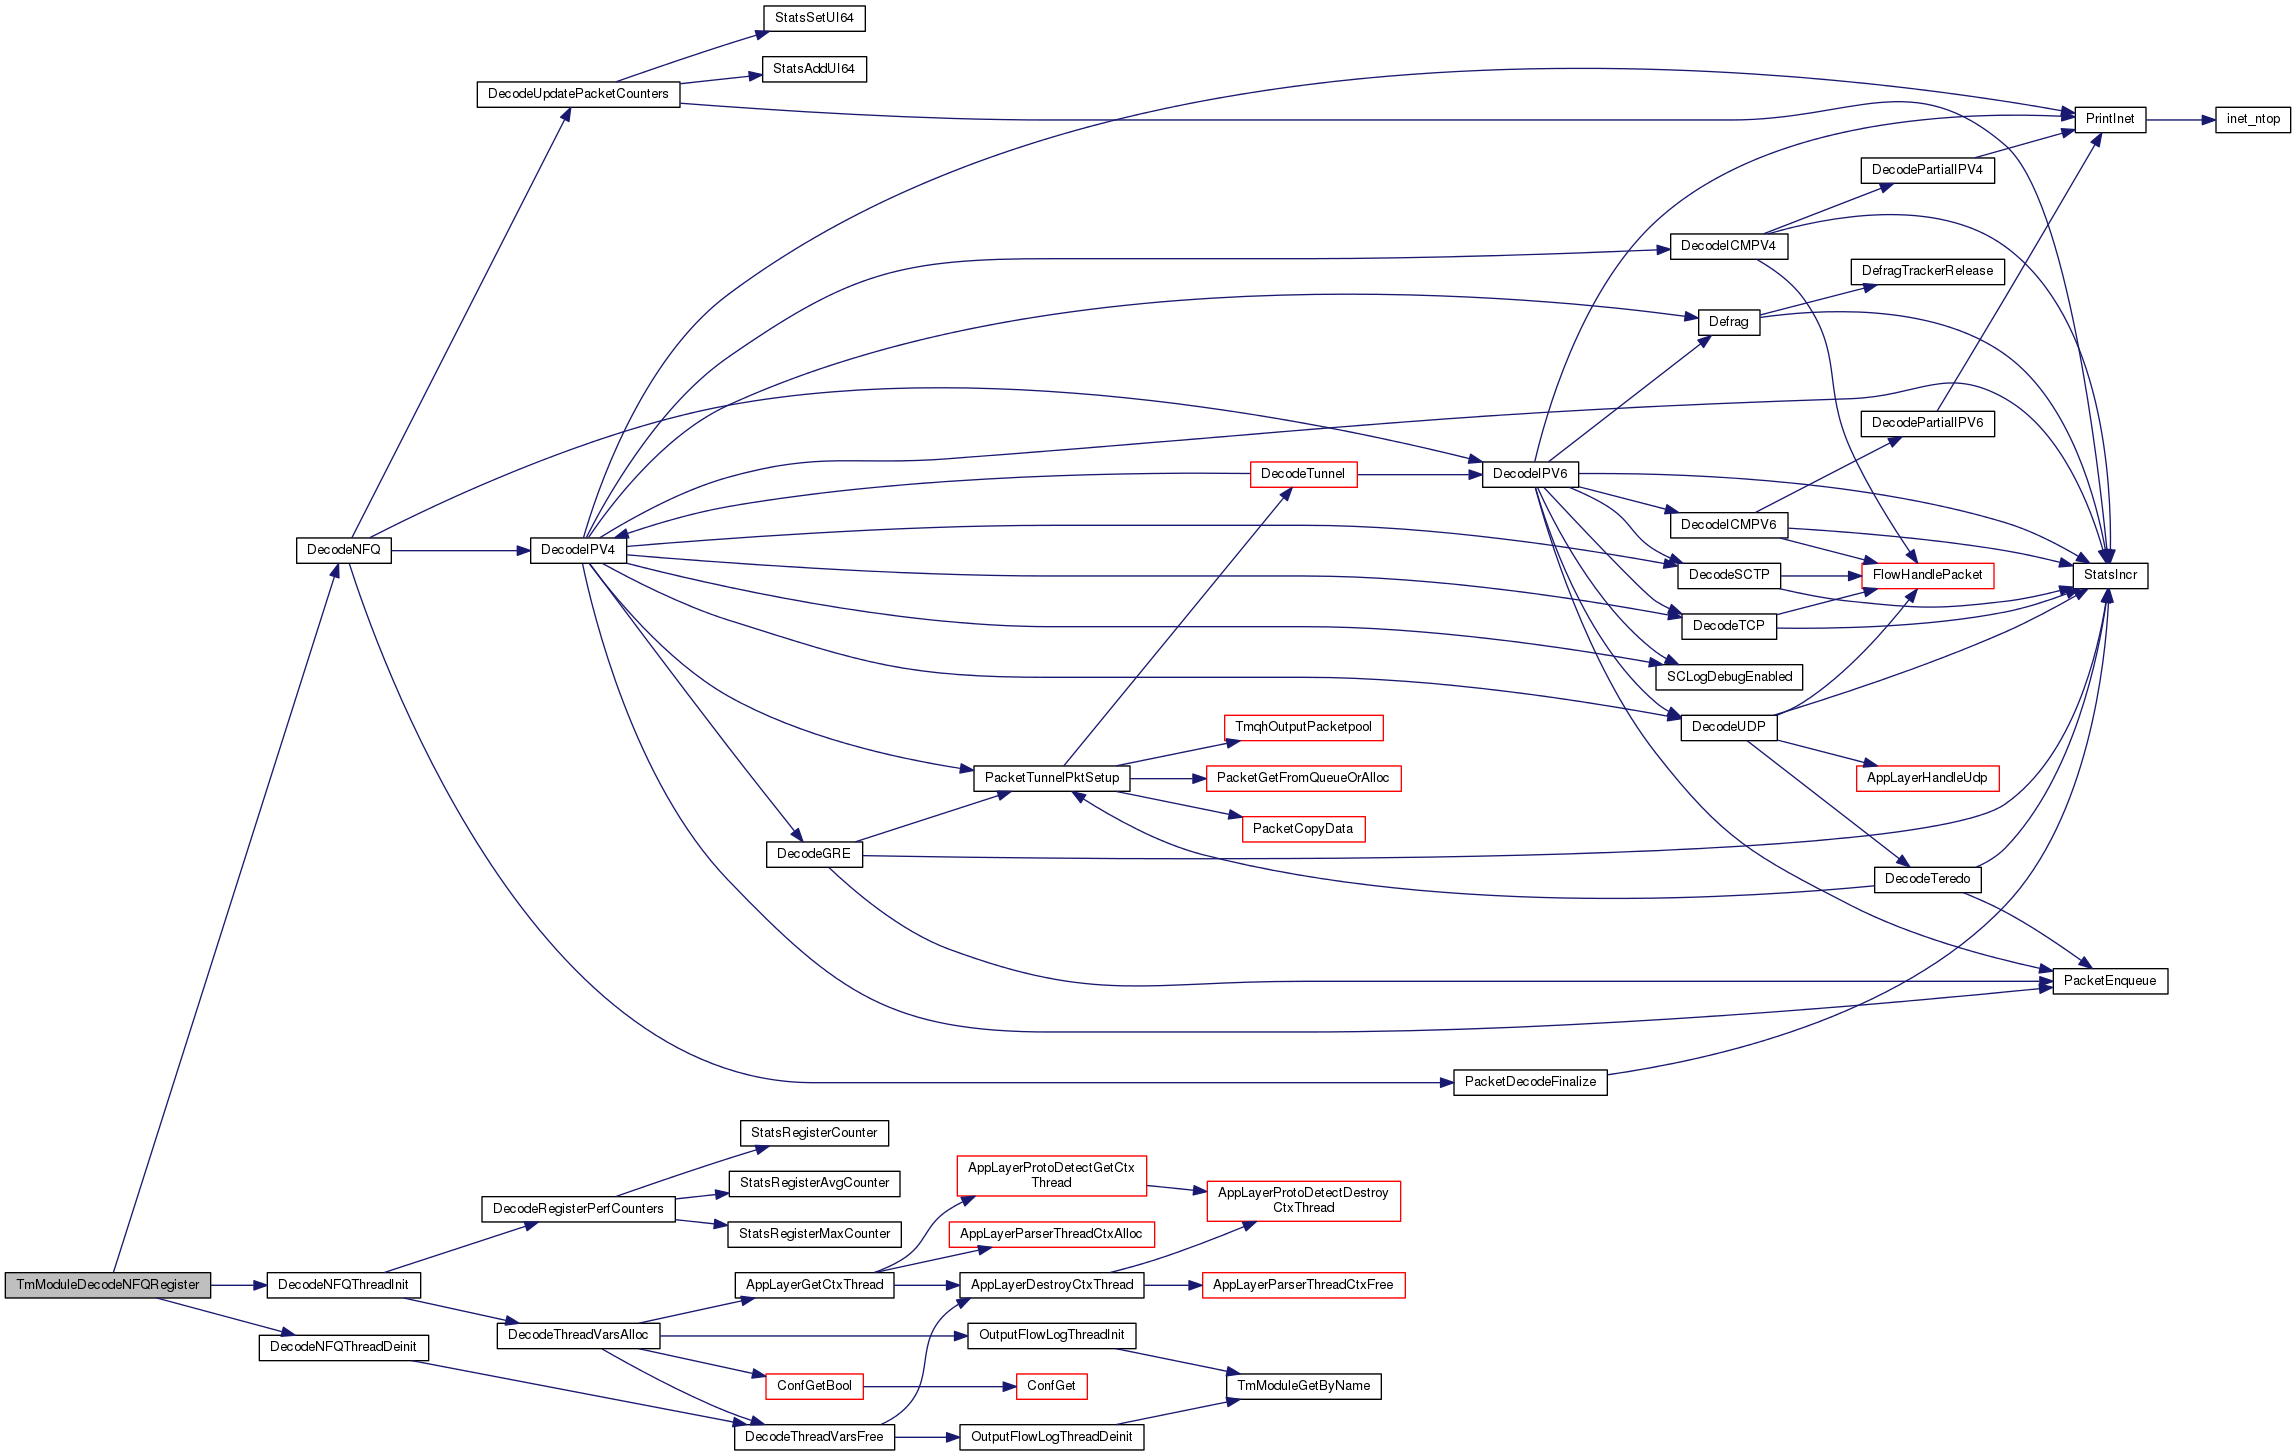 StatsSetUI64
StatsAddUI64
DecodeUpdatePacketCounters
PrintInet
inet_ntop
DecodePartialIPV4
DecodeICMPV4
DefragTrackerRelease
Defrag
DecodePartialIPV6
DecodeTunnel
DecodeIPV6
DecodeICMPV6
DecodeNFQ
DecodeIPV4
DecodeSCTP
FlowHandlePacket
StatsIncr
DecodeTCP
SCLogDebugEnabled
DecodeUDP
TmqhOutputPacketpool
PacketTunnelPktSetup
PacketGetFromQueueOrAlloc
AppLayerHandleUdp
PacketCopyData
DecodeGRE
DecodeTeredo
PacketEnqueue
PacketDecodeFinalize
StatsRegisterCounter
AppLayerProtoDetectGetCtx
Thread
StatsRegisterAvgCounter
AppLayerProtoDetectDestroy
CtxThread
DecodeRegisterPerfCounters
StatsRegisterMaxCounter
AppLayerParserThreadCtxAlloc
TmModuleDecodeNFQRegister
DecodeNFQThreadInit
AppLayerGetCtxThread
AppLayerDestroyCtxThread
AppLayerParserThreadCtxFree
DecodeThreadVarsAlloc
OutputFlowLogThreadInit
DecodeNFQThreadDeinit
ConfGetBool
ConfGet
TmModuleGetByName
DecodeThreadVarsFree
OutputFlowLogThreadDeinit